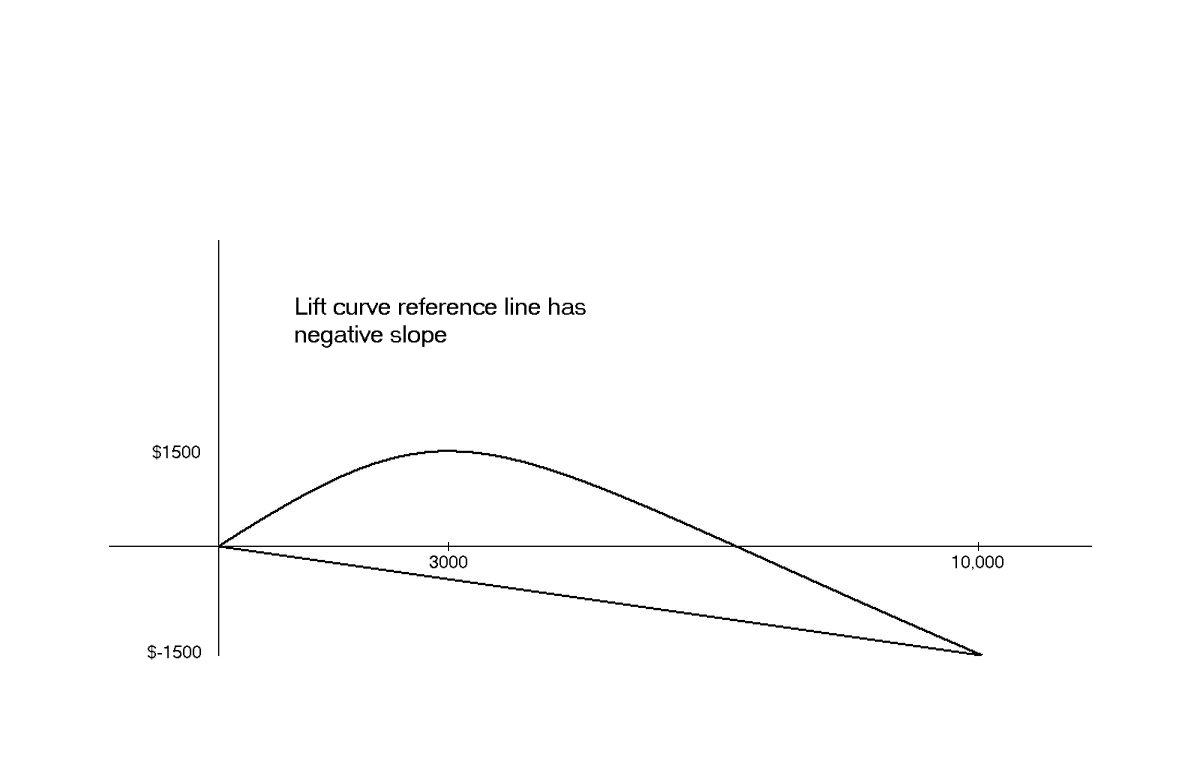 Lift curve reference line has
negative slope
$1500
3000
10,000
$-1500